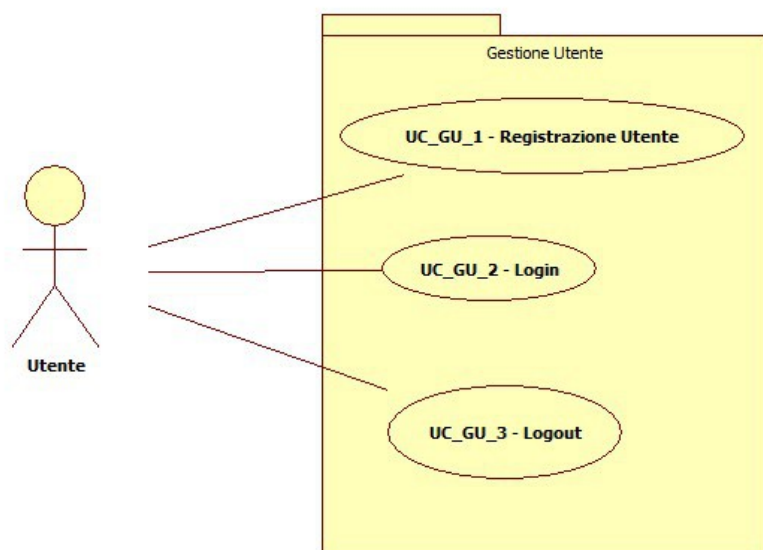 Gestione Utente
UC_GU_1 - Registrazione Utente
UC_GU_2 - Login
Utente
UC_GU_3 - Logout